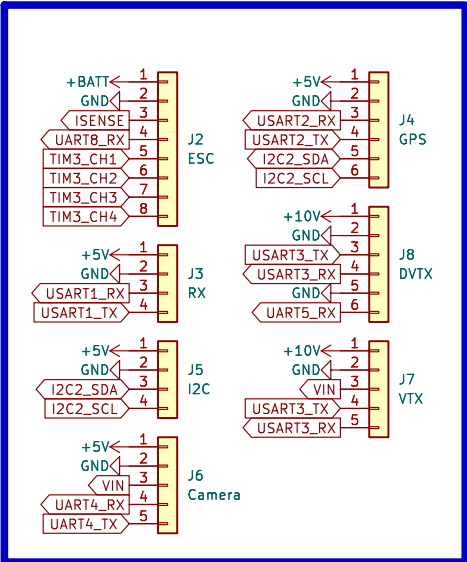 +BATT 1
GND 2
ISENSE 3
UART8_RX 4
TIM3_CH1 5
TIM3_CH2 6
TIM3_CH3 7
TIM3_CH4 8
J2
ESC
+5V 1
GND 2
USART1_RX 3
USART1_TX 4
J3
RX
+5V 1
GND 2
I2C2_SDA 3
I2C2_SCL 4
J5
I2C
+5V 1
GND 2
VIN 3
UART4_RX 4
UART4_TX 5
J6
Camera
+5V 1
GND 2
USART2_RX 3
USART2_TX 4
I2C2_SDA 5
I2C2_SCL 6
J4
GPS
+10V 1
GND 2
USART3_TX 3
USART3_RX 4
GND 5
UART5_RX 6
J8
DVTX
+10V 1
GND 2
VIN 3
USART3_TX 4
USART3_RX 5
J7
VTX